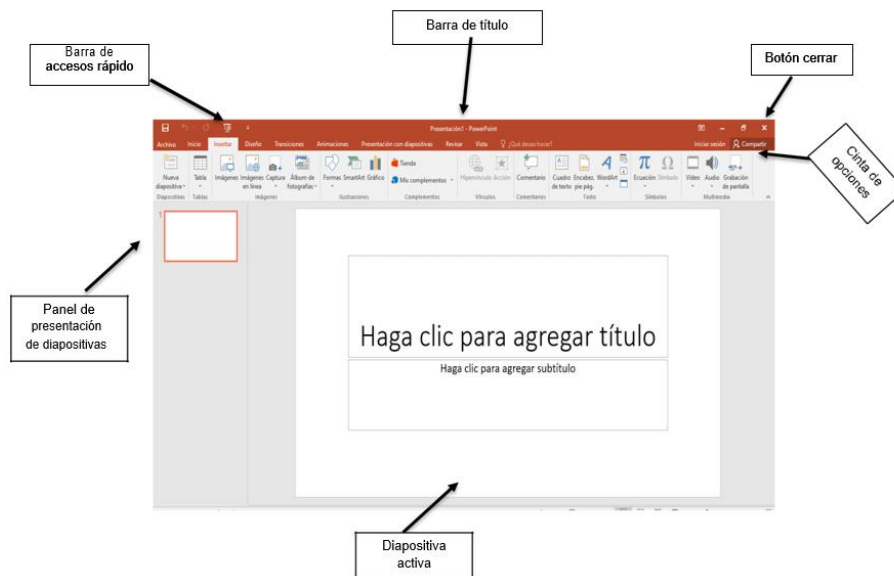 Barra de título
Barra de
accesos rápido
Botón cerrar
Presentación1 - PowerPoint
Archivo Inicio Insertar Diseño Transiciones Animaciones Presentación con diapositivas Revisar Vista ¿Qué desea hacer? Iniciar sesión Compartir
Cinta de
opciones
Nueva Tabla Imágenes Imágenes Captura Álbum de Formas SmartArt Gráfico Tienda Hipervínculo Acción Comentario Cuadro Encabez. WordArt Ecuación Símbolo Vídeo Audio Grabación
diapositiva en línea fotografías Mis complementos de texto pie pág. de pantalla
Diapositivas Tablas Imágenes Ilustraciones Complementos Vínculos Comentarios Texto Símbolos Multimedia
1
Panel de
presentación
de diapositivas
Haga clic para agregar título
Haga clic para agregar subtítulo
Diapositiva
activa